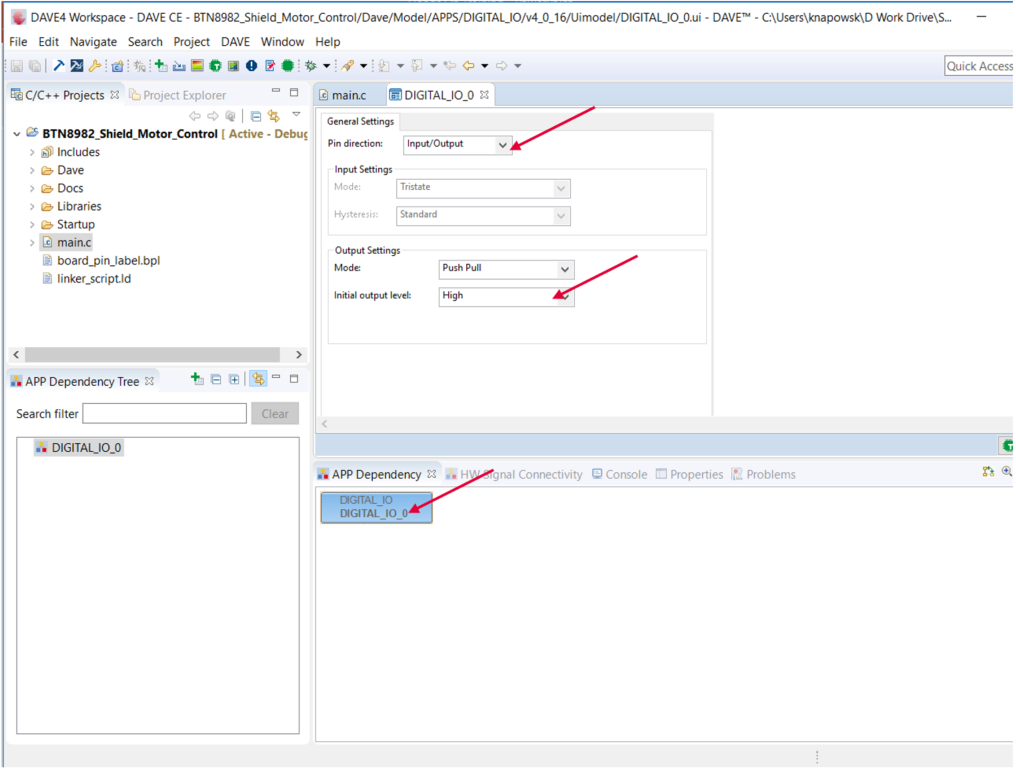 DAVE4 Workspace - DAVE CE - BTN8982_Shield_Motor_Control/Dave/Model/APPS/DIGITAL_IO/v4_0_16/Uimodel/DIGITAL_IO_0.ui - DAVE™ - C:\Users\knapowsk\D Work Drive\S...
File Edit Navigate Search Project DAVE Window Help
Quick Access
C/C++ Projects Project Explorer
main.c DIGITAL_IO_0
BTN8982_Shield_Motor_Control [ Active - Debug
Includes
Dave
Docs
Libraries
Startup
main.c
board_pin_label.bpl
linker_script.ld
General Settings
Pin direction: Input/Output
Input Settings
Mode: Tristate
Hysteresis: Standard
Output Settings
Mode: Push Pull
Initial output level: High
APP Dependency Tree
Search filter Clear
DIGITAL_IO_0
APP Dependency HW Signal Connectivity Console Properties Problems
DIGITAL_IO
DIGITAL_IO_0